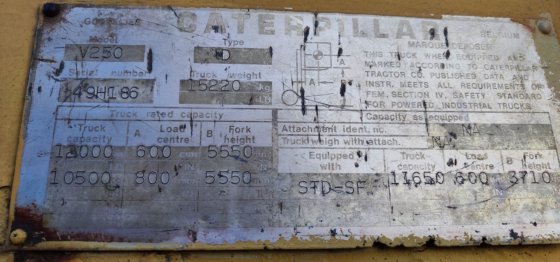 CATERPILLAR
GOSSELIES
BELGIUM
Model
Type
V250
D
Serial number
Truck weight
49H186
15220 kg
MARQUE DEPOSEE
THIS TRUCK WHEN EQUIPPED AND
MARKED ACCORDING TO CATERPILLAR
TRACTOR CO. PUBLISHED DATA AND
INSTR. MEETS ALL REQUIREMENTS OF
FEM, SECTION IV, SAFETY STANDARD
FOR POWERED INDUSTRIAL TRUCKS.
A
B
A
Truck rated capacity
Truck capacity A Load centre B Fork height
12000 600 5550
10500 800 5550
Capacity as equipped
Attachment ident. no. NA
Truck weigh with attach.
Equipped with
Truck capacity A Load centre B Fork height
STD-SF 11650 600 3710